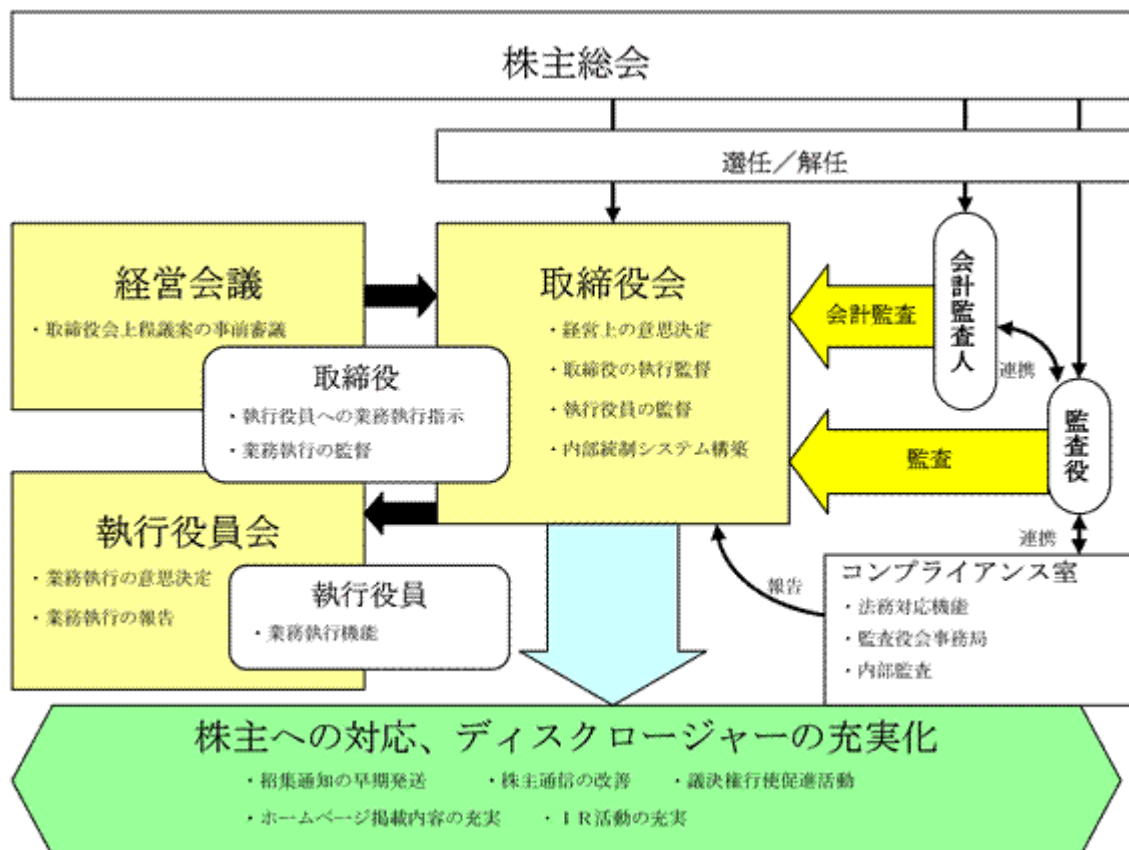 株主総会
選任／解任
経営会議
・取締役会上程議案の事前審議
取締役
・執行役員への業務執行指示
・業務執行の監督
取締役会
・経営上の意思決定
・取締役の執行監督
・執行役員の監督
・内部統制システム構築
会計監査
会計監査人
連携
監査
監査役
連携
執行役員会
・業務執行の意思決定
・業務執行の報告
執行役員
・業務執行機能
報告
コンプライアンス室
・法務対応機能
・監査役会事務局
・内部監査
株主への対応、ディスクロージャーの充実化
・招集通知の早期発送　・株主通信の改善　・議決権行使促進活動
・ホームページ掲載内容の充実　・ＩＲ活動の充実